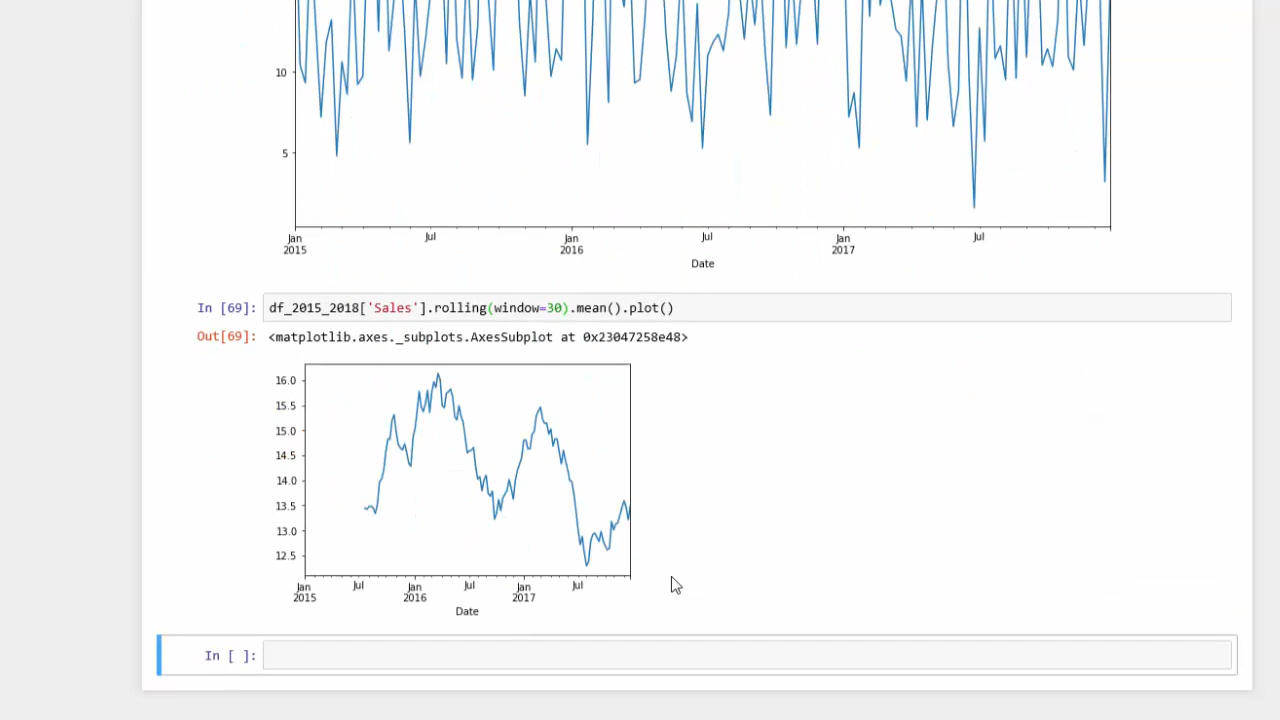 10
5
Jan Jul Jan Jul Jan Jul
2015 2016 2017
Date
In [69]: df_2015_2018['Sales'].rolling(window=30).mean().plot()
Out[69]: <matplotlib.axes._subplots.AxesSubplot at 0x23047258e48>
16.0
15.5
15.0
14.5
14.0
13.5
13.0
12.5
Jan Jul Jan Jul Jan Jul
2015 2016 2017
Date
In [ ]: